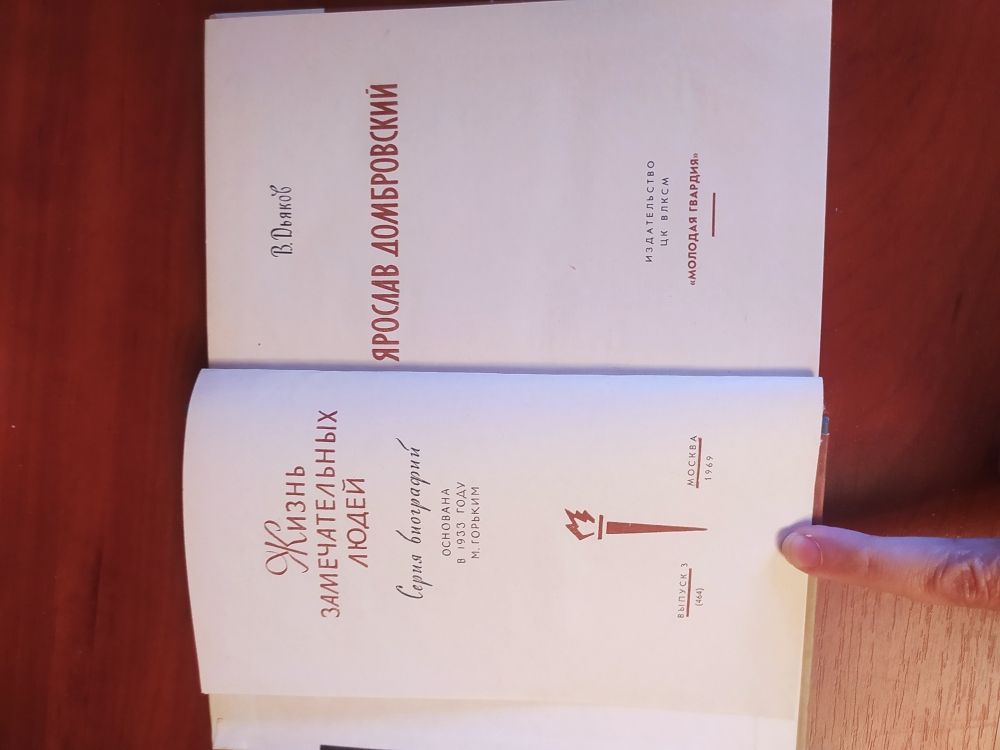 Жизнь
ЗАМЕЧАТЕЛЬНЫХ
ЛЮДЕЙ
Серия биографий
ОСНОВАНА
В 1933 ГОДУ
М. ГОРЬКИМ
ВЫПУСК 3
(464)
МОСКВА
1969
В. Дьяков
ЯРОСЛАВ ДОМБРОВСКИЙ
ИЗДАТЕЛЬСТВО
ЦК ВЛКСМ
«МОЛОДАЯ ГВАРДИЯ»